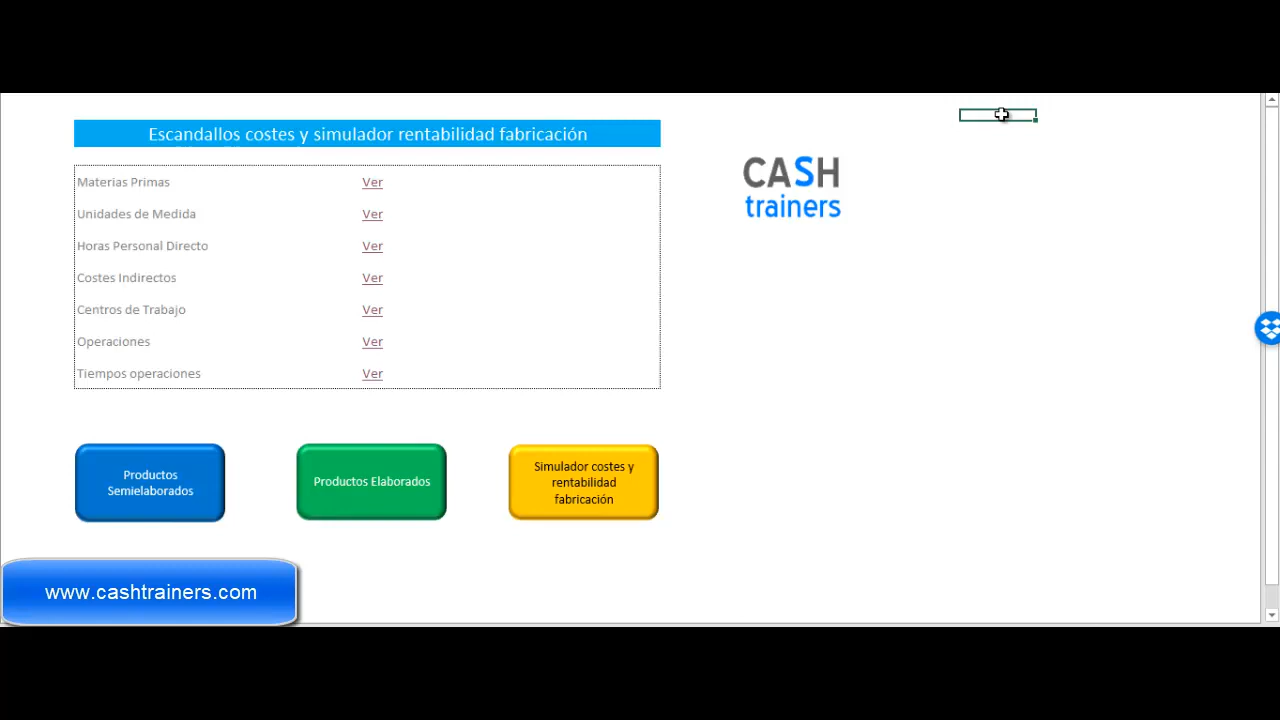 Escandallos costes y simulador rentabilidad fabricación
CASH
trainers
Materias Primas Ver
Unidades de Medida Ver
Horas Personal Directo Ver
Costes Indirectos Ver
Centros de Trabajo Ver
Operaciones Ver
Tiempos operaciones Ver
Productos
Semielaborados
Productos Elaborados
Simulador costes y
rentabilidad
fabricación
www.cashtrainers.com